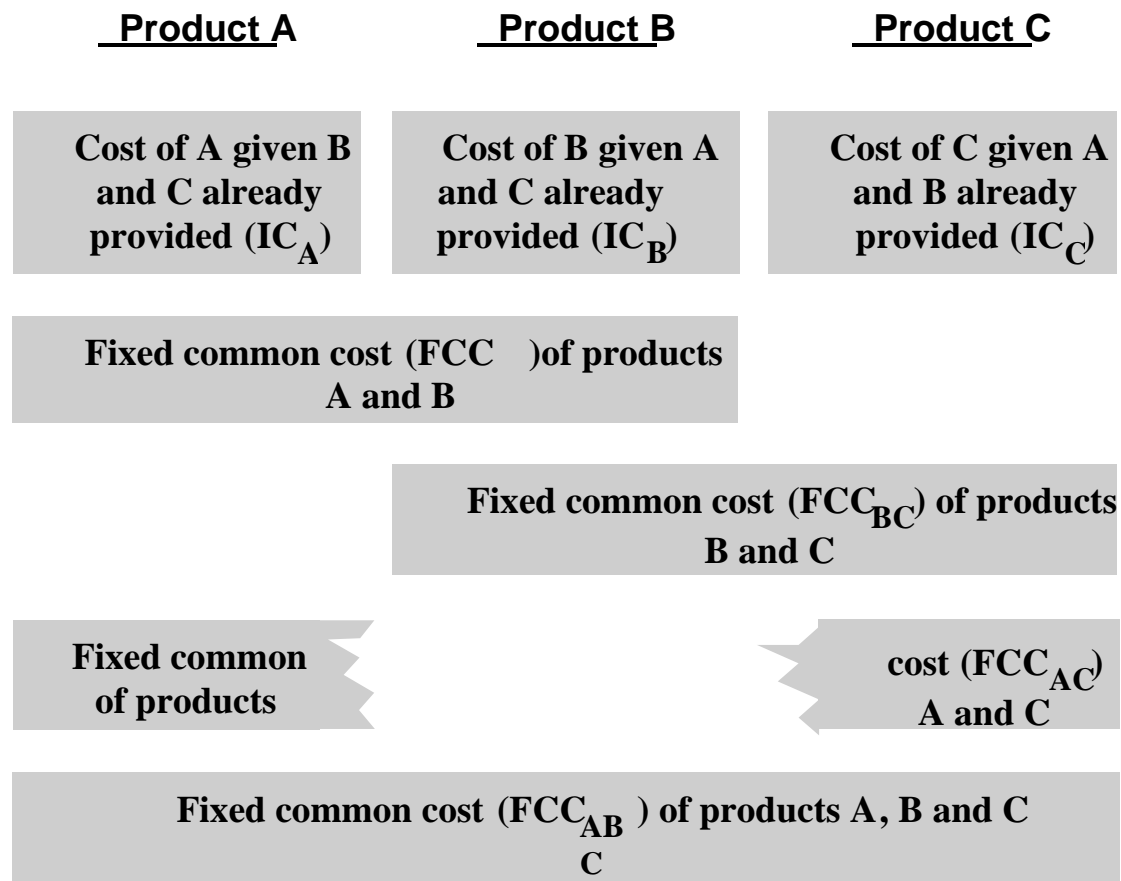 Product A
Product B
Product C
Cost of A given B
and C already
provided (IC_A)
Cost of B given A
and C already
provided (IC_B)
Cost of C given A
and B already
provided (IC_C)
Fixed common cost (FCC )of products
A and B
Fixed common cost (FCC_BC) of products
B and C
Fixed common
of products
cost (FCC_AC)
A and C
Fixed common cost (FCC_AB ) of products A, B and C
C